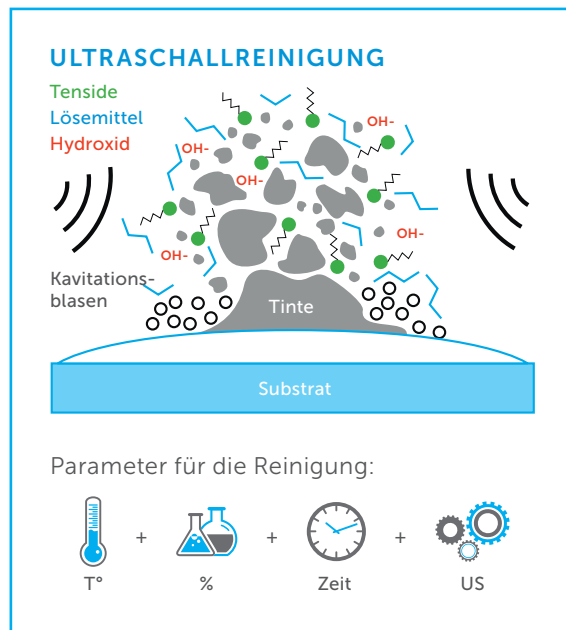 ULTRASCHALLREINIGUNG
Tenside
Lösemittel
Hydroxid
OH-
OH-
OH-
OH-
OH-
Kavitations-
blasen
Tinte
Substrat
Parameter für die Reinigung:
+ + +
T° % Zeit US